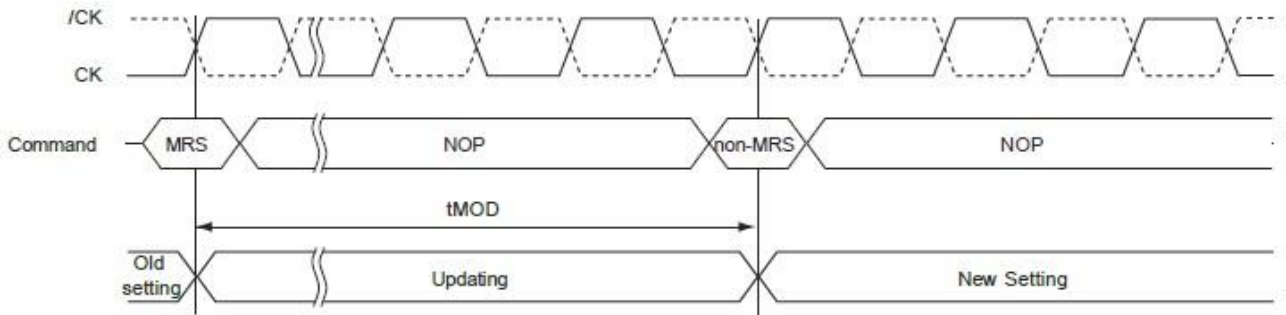 /CK
CK
Command MRS NOP non-MRS NOP
tMOD
Old
setting Updating New Setting